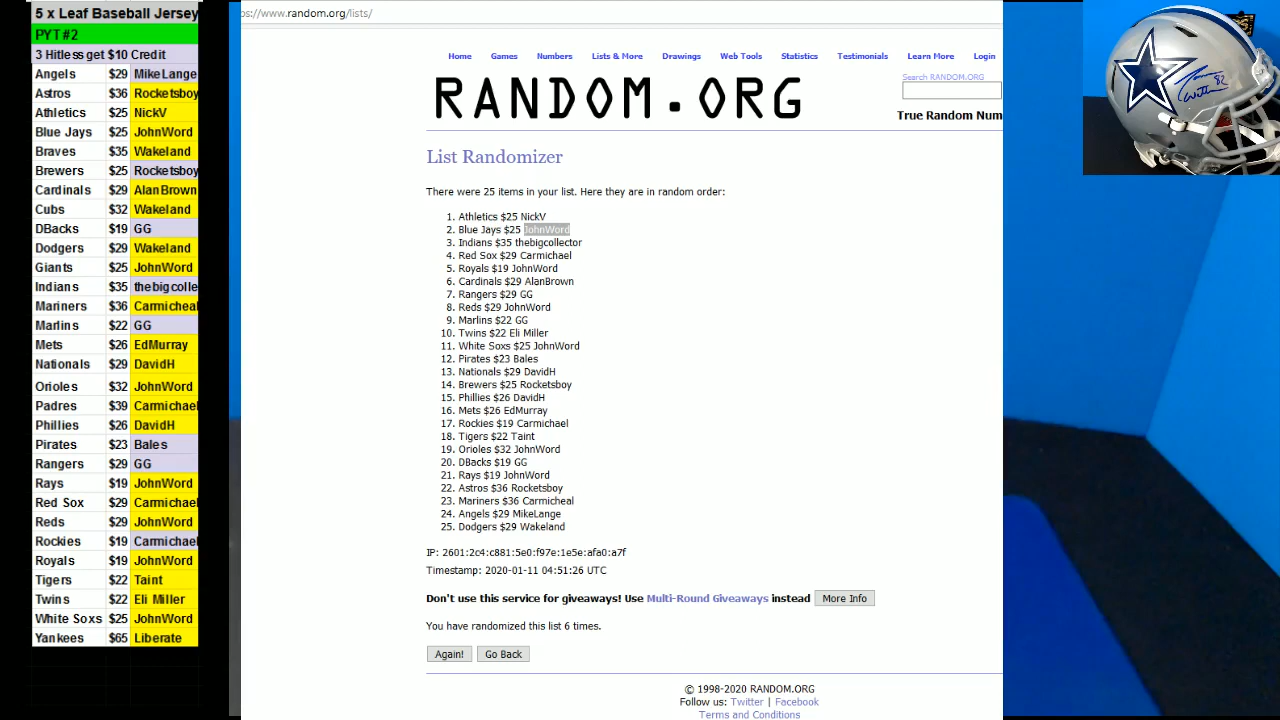 5 x Leaf Baseball Jersey
PYT #2
3 Hitless get $10 Credit
Angels $29 MikeLange
Astros $36 Rocketsboy
Athletics $25 NickV
Blue Jays $25 JohnWord
Braves $35 Wakeland
Brewers $25 Rocketsboy
Cardinals $29 AlanBrown
Cubs $32 Wakeland
DBacks $19 GG
Dodgers $29 Wakeland
Giants $25 JohnWord
Indians $35 thebigcolle
Mariners $36 Carmicheal
Marlins $22 GG
Mets $26 EdMurray
Nationals $29 DavidH
Orioles $32 JohnWord
Padres $39 Carmichael
Phillies $26 DavidH
Pirates $23 Bales
Rangers $29 GG
Rays $19 JohnWord
Red Sox $29 Carmichael
Reds $29 JohnWord
Rockies $19 Carmichael
Royals $19 JohnWord
Tigers $22 Taint
Twins $22 Eli Miller
White Soxs $25 JohnWord
Yankees $65 Liberate
ps://www.random.org/lists/
Home Games Numbers Lists & More Drawings Web Tools Statistics Testimonials Learn More Login
RANDOM.ORG
Search RANDOM.ORG
True Random Num
List Randomizer
There were 25 items in your list. Here they are in random order:
1. Athletics $25 NickV
2. Blue Jays $25 JohnWord
3. Indians $35 thebigcollector
4. Red Sox $29 Carmichael
5. Royals $19 JohnWord
6. Cardinals $29 AlanBrown
7. Rangers $29 GG
8. Reds $29 JohnWord
9. Marlins $22 GG
10. Twins $22 Eli Miller
11. White Soxs $25 JohnWord
12. Pirates $23 Bales
13. Nationals $29 DavidH
14. Brewers $25 Rocketsboy
15. Phillies $26 DavidH
16. Mets $26 EdMurray
17. Rockies $19 Carmichael
18. Tigers $22 Taint
19. Orioles $32 JohnWord
20. DBacks $19 GG
21. Rays $19 JohnWord
22. Astros $36 Rocketsboy
23. Mariners $36 Carmicheal
24. Angels $29 MikeLange
25. Dodgers $29 Wakeland
IP: 2601:2c4:c881:5e0:f97e:1e5e:afa0:a7f
Timestamp: 2020-01-11 04:51:26 UTC
Don't use this service for giveaways! Use Multi-Round Giveaways instead More Info
You have randomized this list 6 times.
Again! Go Back
© 1998-2020 RANDOM.ORG
Follow us: Twitter | Facebook
Terms and Conditions